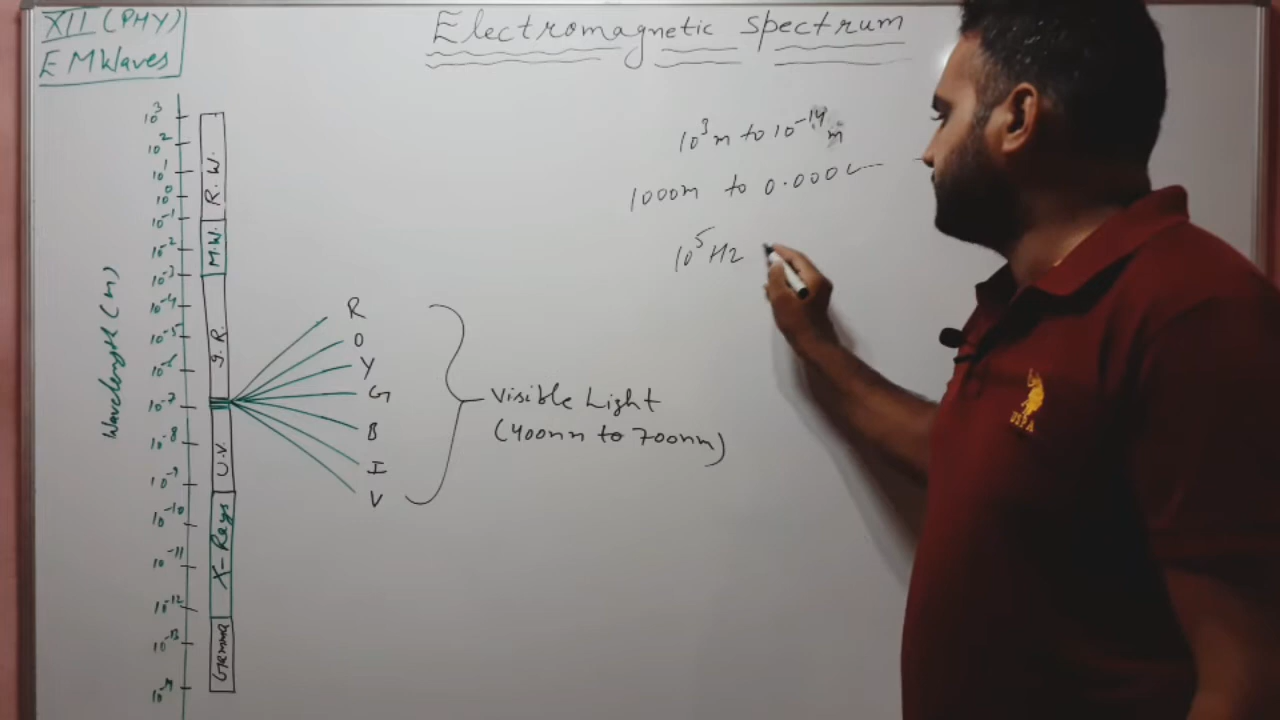 XII (PHY)
EM Waves
Electromagnetic Spectrum
10³m to 10⁻¹⁴m
1000m to 0.000
10⁵Hz
Wavelength (m)
10³
10²
10¹
10⁰
10⁻¹
10⁻²
10⁻³
10⁻⁴
10⁻⁵
10⁻⁶
10⁻⁷
10⁻⁸
10⁻⁹
10⁻¹⁰
10⁻¹¹
10⁻¹²
10⁻¹³
10⁻¹⁴
R.W.
M.W.
I.R.
U.V.
X-Rays
Gamma
R
O
Y
G
B
I
V
Visible Light
(400nm to 700nm)
USPA